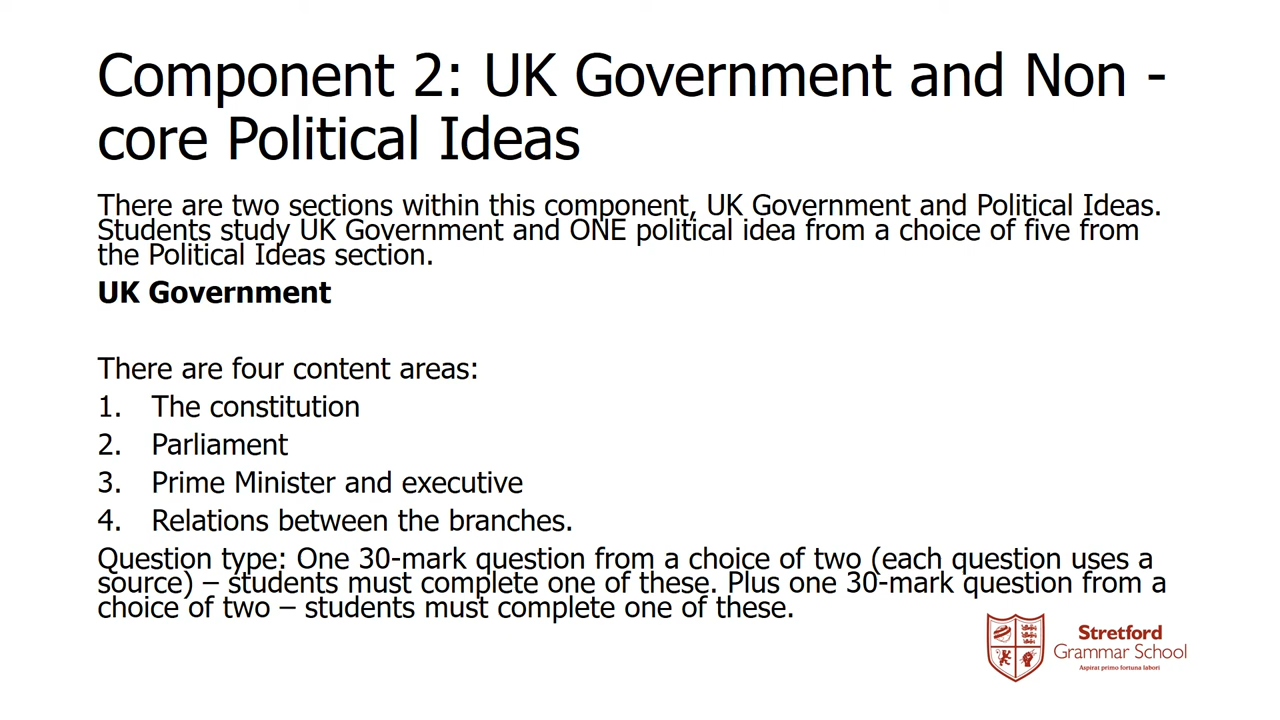 Component 2: UK Government and Non -
core Political Ideas
There are two sections within this component, UK Government and Political Ideas.
Students study UK Government and ONE political idea from a choice of five from
the Political Ideas section.
UK Government
There are four content areas:
1. The constitution
2. Parliament
3. Prime Minister and executive
4. Relations between the branches.
Question type: One 30-mark question from a choice of two (each question uses a
source) – students must complete one of these. Plus one 30-mark question from a
choice of two – students must complete one of these.
Stretford
Grammar School
Aspirat primo fortuna labori